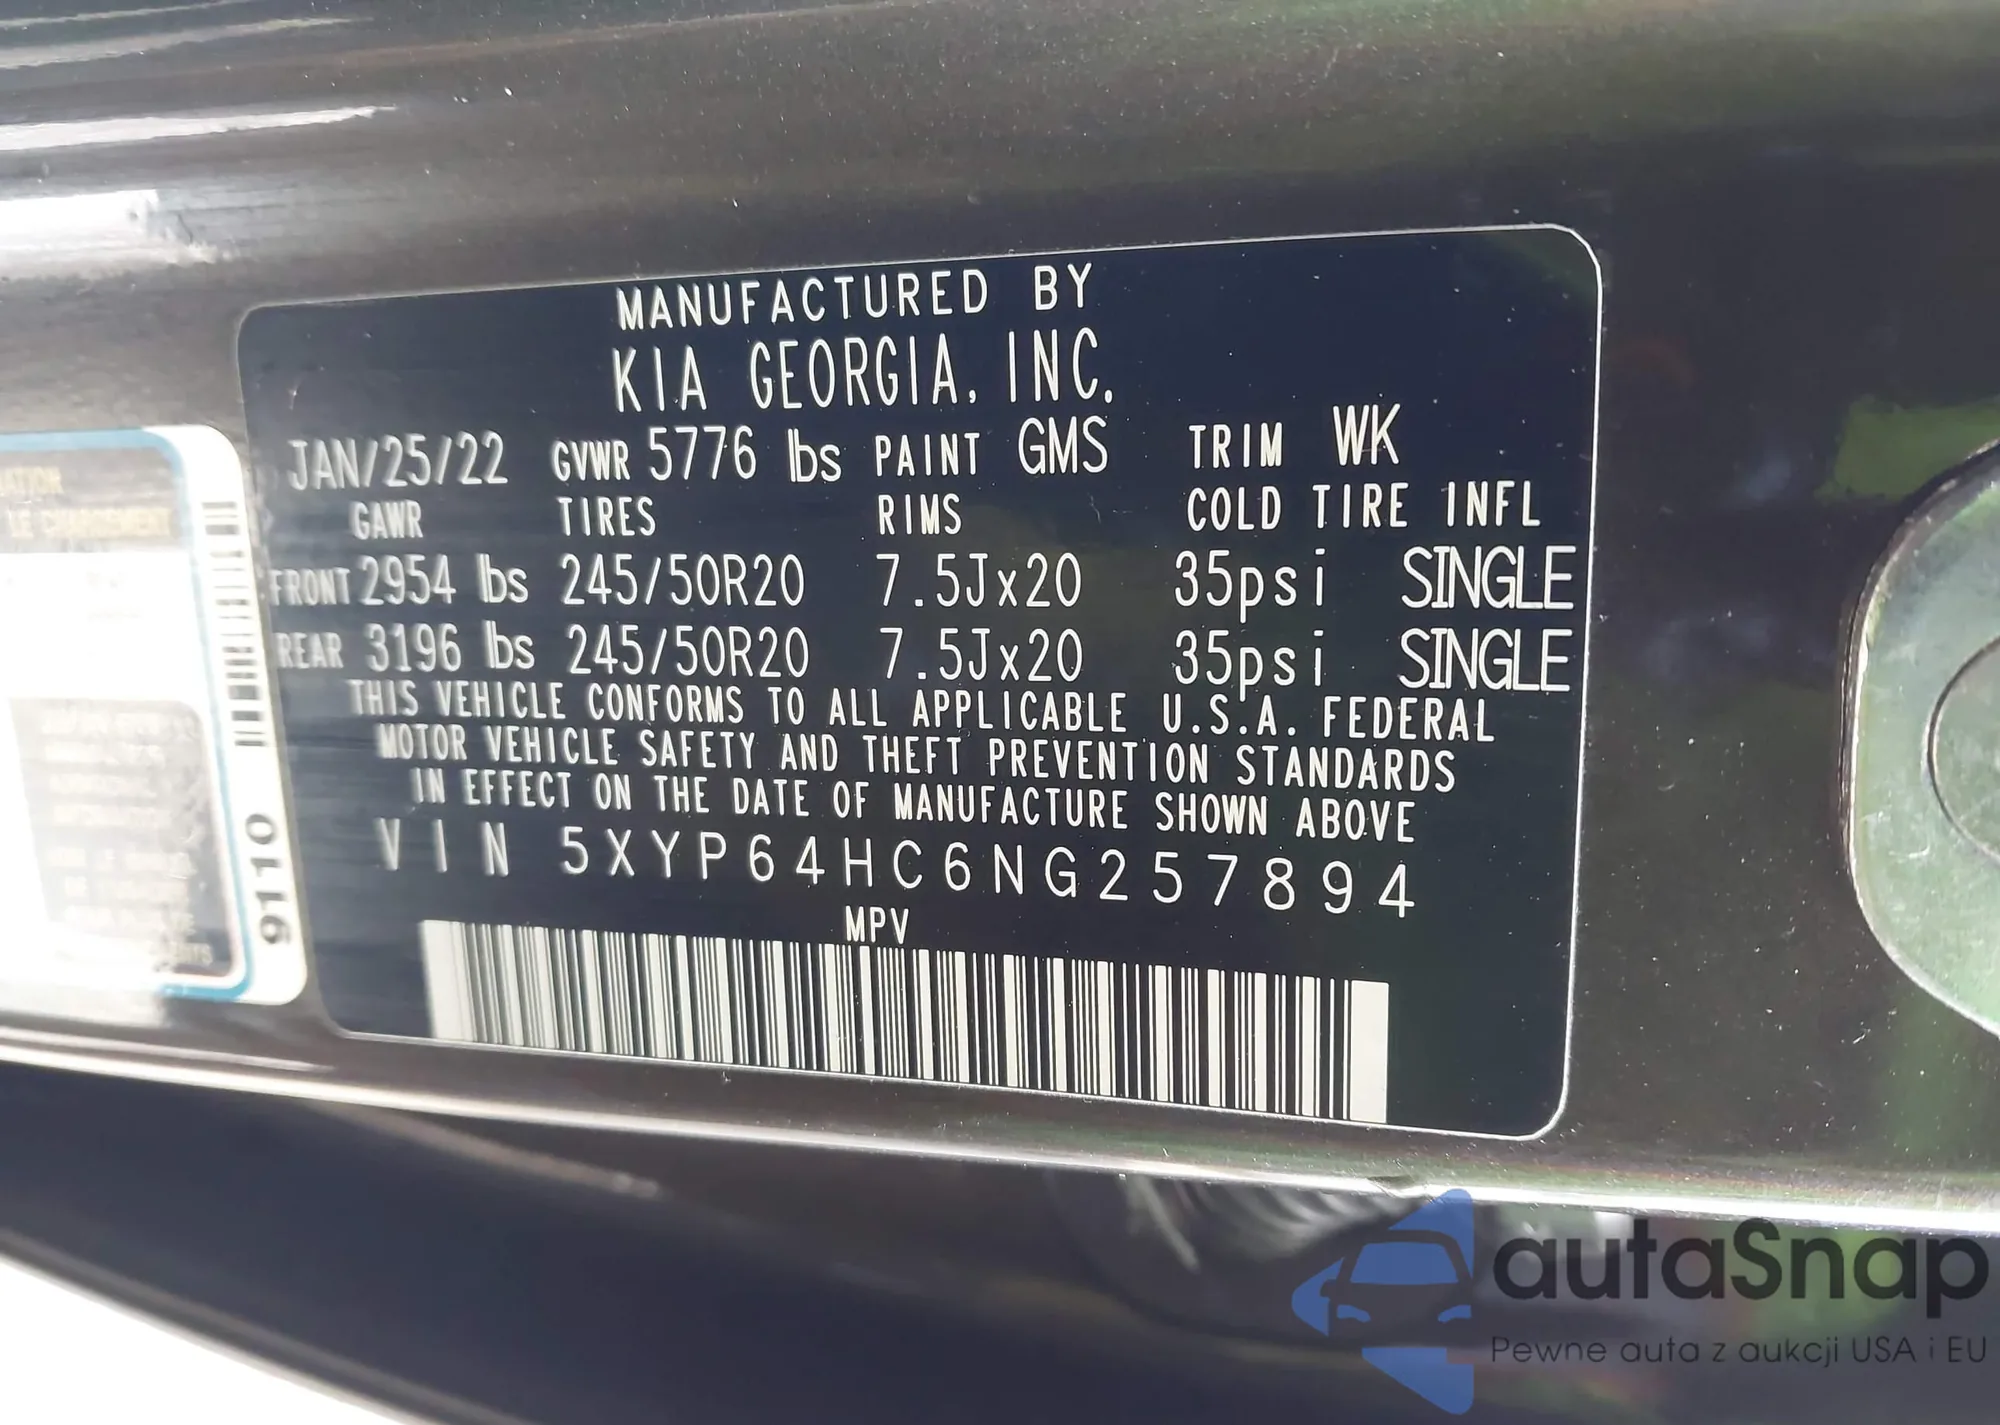 MANUFACTURED BY
KIA GEORGIA, INC.
JAN/25/22 GVWR 5776 lbs PAINT GMS TRIM WK
GAWR TIRES RIMS COLD TIRE INFL
FRONT 2954 lbs 245/50R20 7.5Jx20 35psi SINGLE
REAR 3196 lbs 245/50R20 7.5Jx20 35psi SINGLE
THIS VEHICLE CONFORMS TO ALL APPLICABLE U.S.A. FEDERAL
MOTOR VEHICLE SAFETY AND THEFT PREVENTION STANDARDS
IN EFFECT ON THE DATE OF MANUFACTURE SHOWN ABOVE
VIN 5XYP64HC6NG257894
MPV
LE CHARGEMENT
9110
autaSnap
Pewne auta z aukcji USA i EU